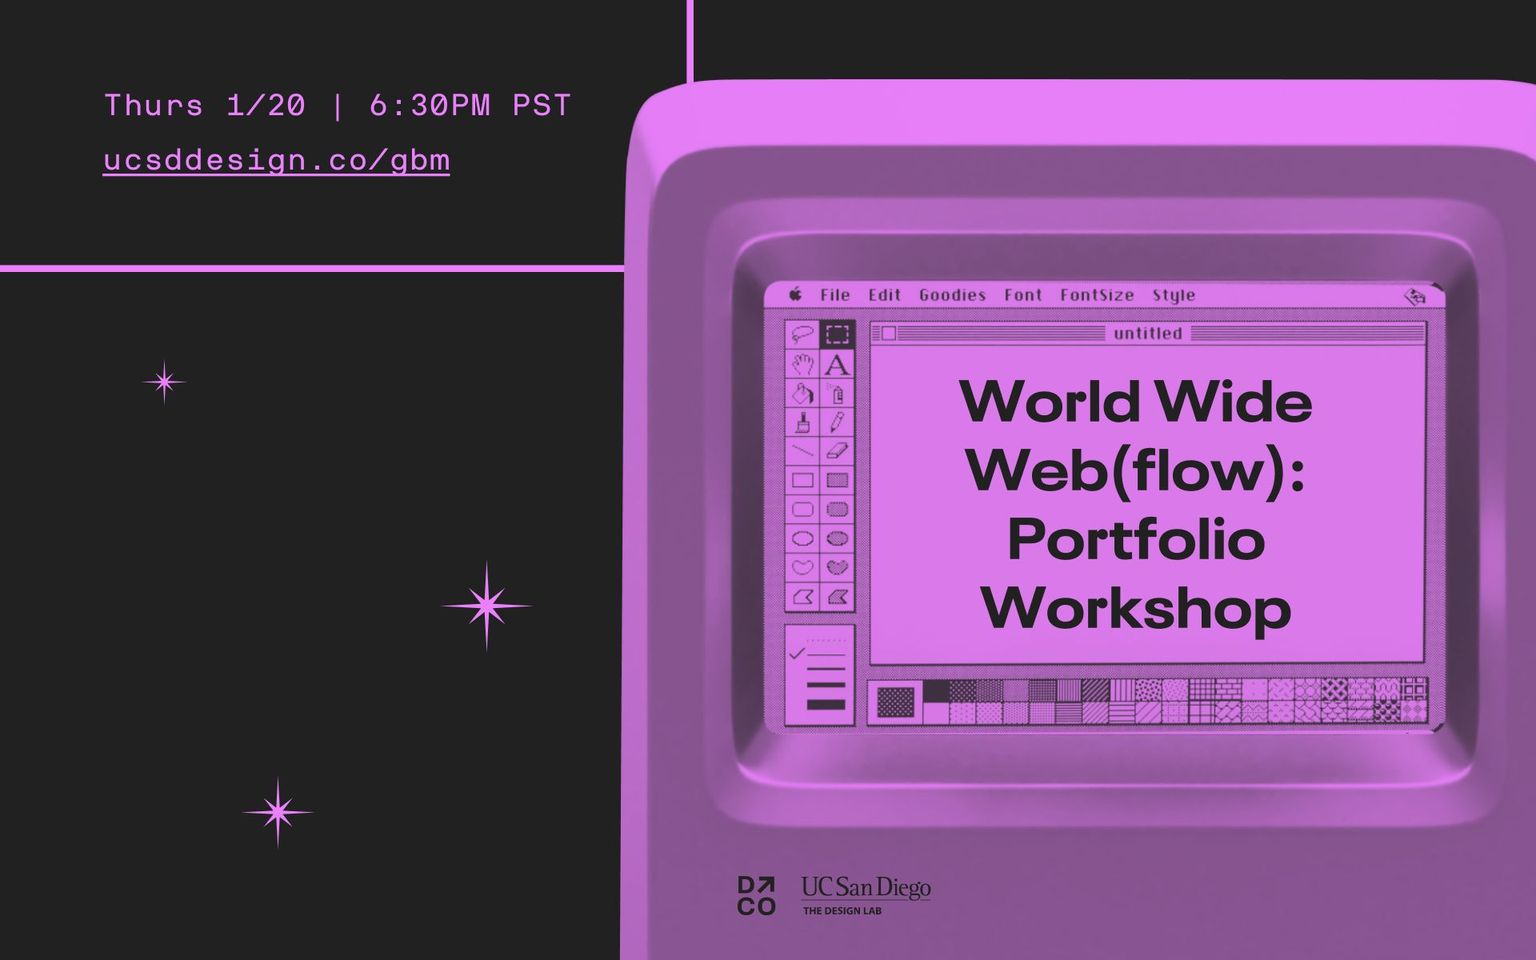 Thurs 1/20 | 6:30PM PST
ucsddesign.co/gbm
File Edit Goodies Font FontSize Style
untitled
A
World Wide
Web(flow):
Portfolio
Workshop
D↗
CO
UC San Diego
THE DESIGN LAB